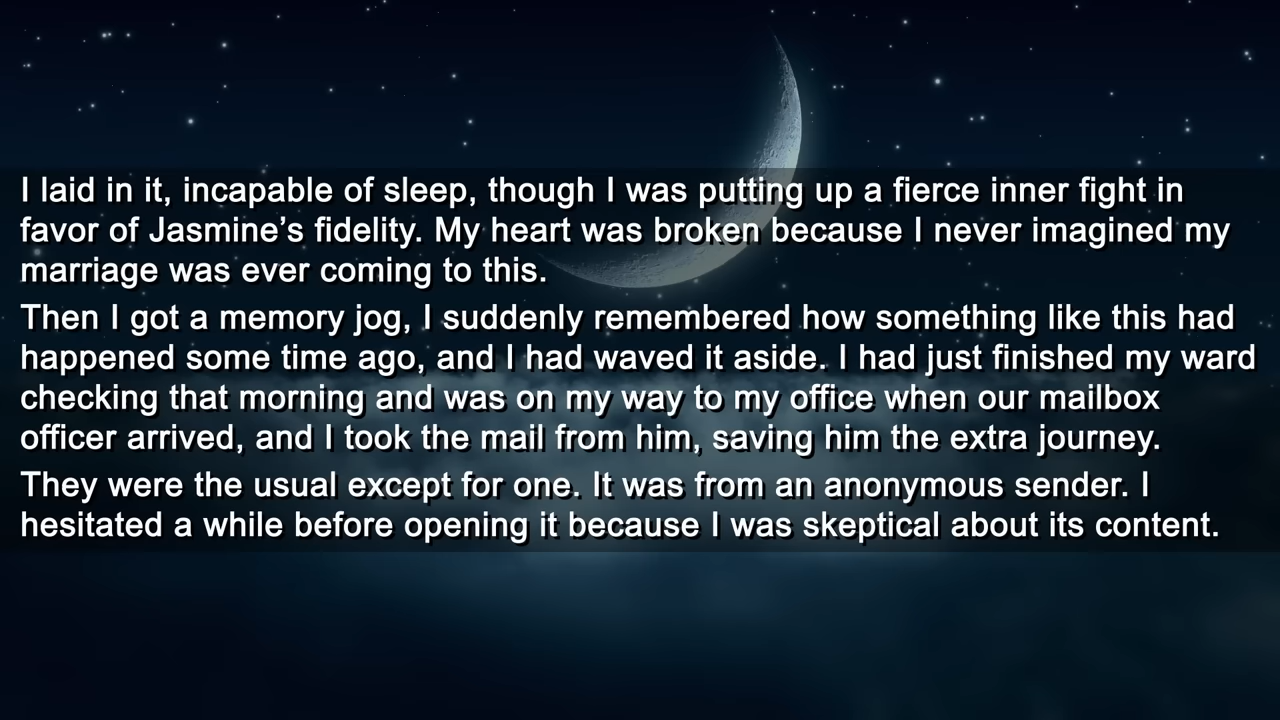 I laid in it, incapable of sleep, though I was putting up a fierce inner fight in
favor of Jasmine’s fidelity. My heart was broken because I never imagined my
marriage was ever coming to this.
Then I got a memory jog, I suddenly remembered how something like this had
happened some time ago, and I had waved it aside. I had just finished my ward
checking that morning and was on my way to my office when our mailbox
officer arrived, and I took the mail from him, saving him the extra journey.
They were the usual except for one. It was from an anonymous sender. I
hesitated a while before opening it because I was skeptical about its content.